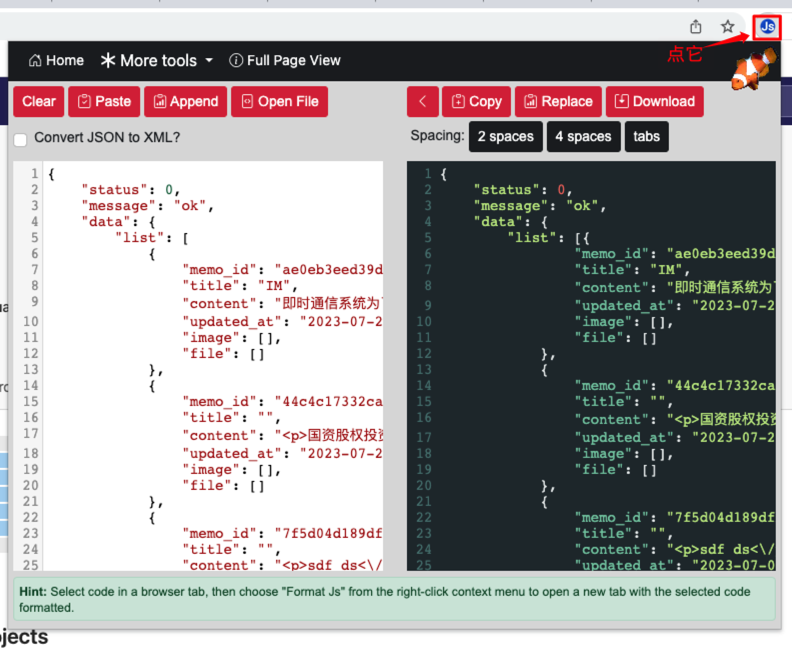 Js
点它
Home
More tools
Full Page View
Clear
Paste
Append
Open File
Copy
Replace
Download
Convert JSON to XML?
Spacing:
2 spaces
4 spaces
tabs
1 {
2 "status": 0,
3 "message": "ok",
4 "data": {
5 "list": [
6 {
7 "memo_id": "ae0eb3eed39d
8 "title": "IM",
9 "content": "即时通信系统为
10 "updated_at": "2023-07-2
11 "image": [],
12 "file": []
13 },
14 {
15 "memo_id": "44c4c17332ca
16 "title": "",
17 "content": "<p>国资股权投资
18 "updated_at": "2023-07-2
19 "image": [],
20 "file": []
21 },
22 {
23 "memo_id": "7f5d04d189df
24 "title": "",
25 "content": "<p>sdf ds<\/
1 {
2 "status": 0,
3 "message": "ok",
4 "data": {
5 "list": [{
6 "memo_id": "ae0eb3eed39d
7 "title": "IM",
8 "content": "即时通信系统为
9 "updated_at": "2023-07-2
10 "image": [],
11 "file": []
12 },
13 {
14 "memo_id": "44c4c17332ca
15 "title": "",
16 "content": "<p>国资股权投资
17 "updated_at": "2023-07-2
18 "image": [],
19 "file": []
20 },
21 {
22 "memo_id": "7f5d04d189df
23 "title": "",
24 "content": "<p>sdf ds<\/
25 "updated_at": "2023-07-0
Hint: Select code in a browser tab, then choose "Format Js" from the right-click context menu to open a new tab with the selected code
formatted.
jects